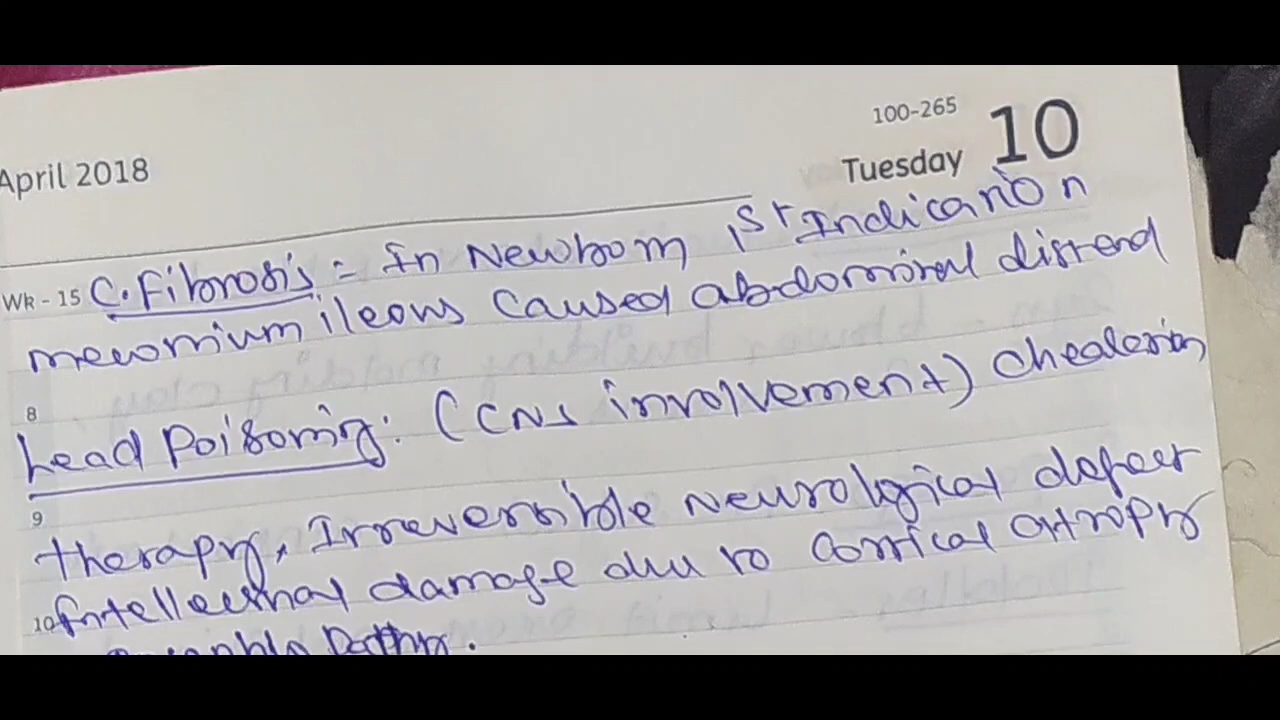 100-265
April 2018
Tuesday 10
Wk - 15 C. Fibrosis = In Newborn 1st Indication
meconium ileous caused abdominal distend
8
Lead Poisoning: (CNS involvement) Chealation
9
therapy, Irreversible neurological defect
10 Intellectual damage due to Cortical atrophy